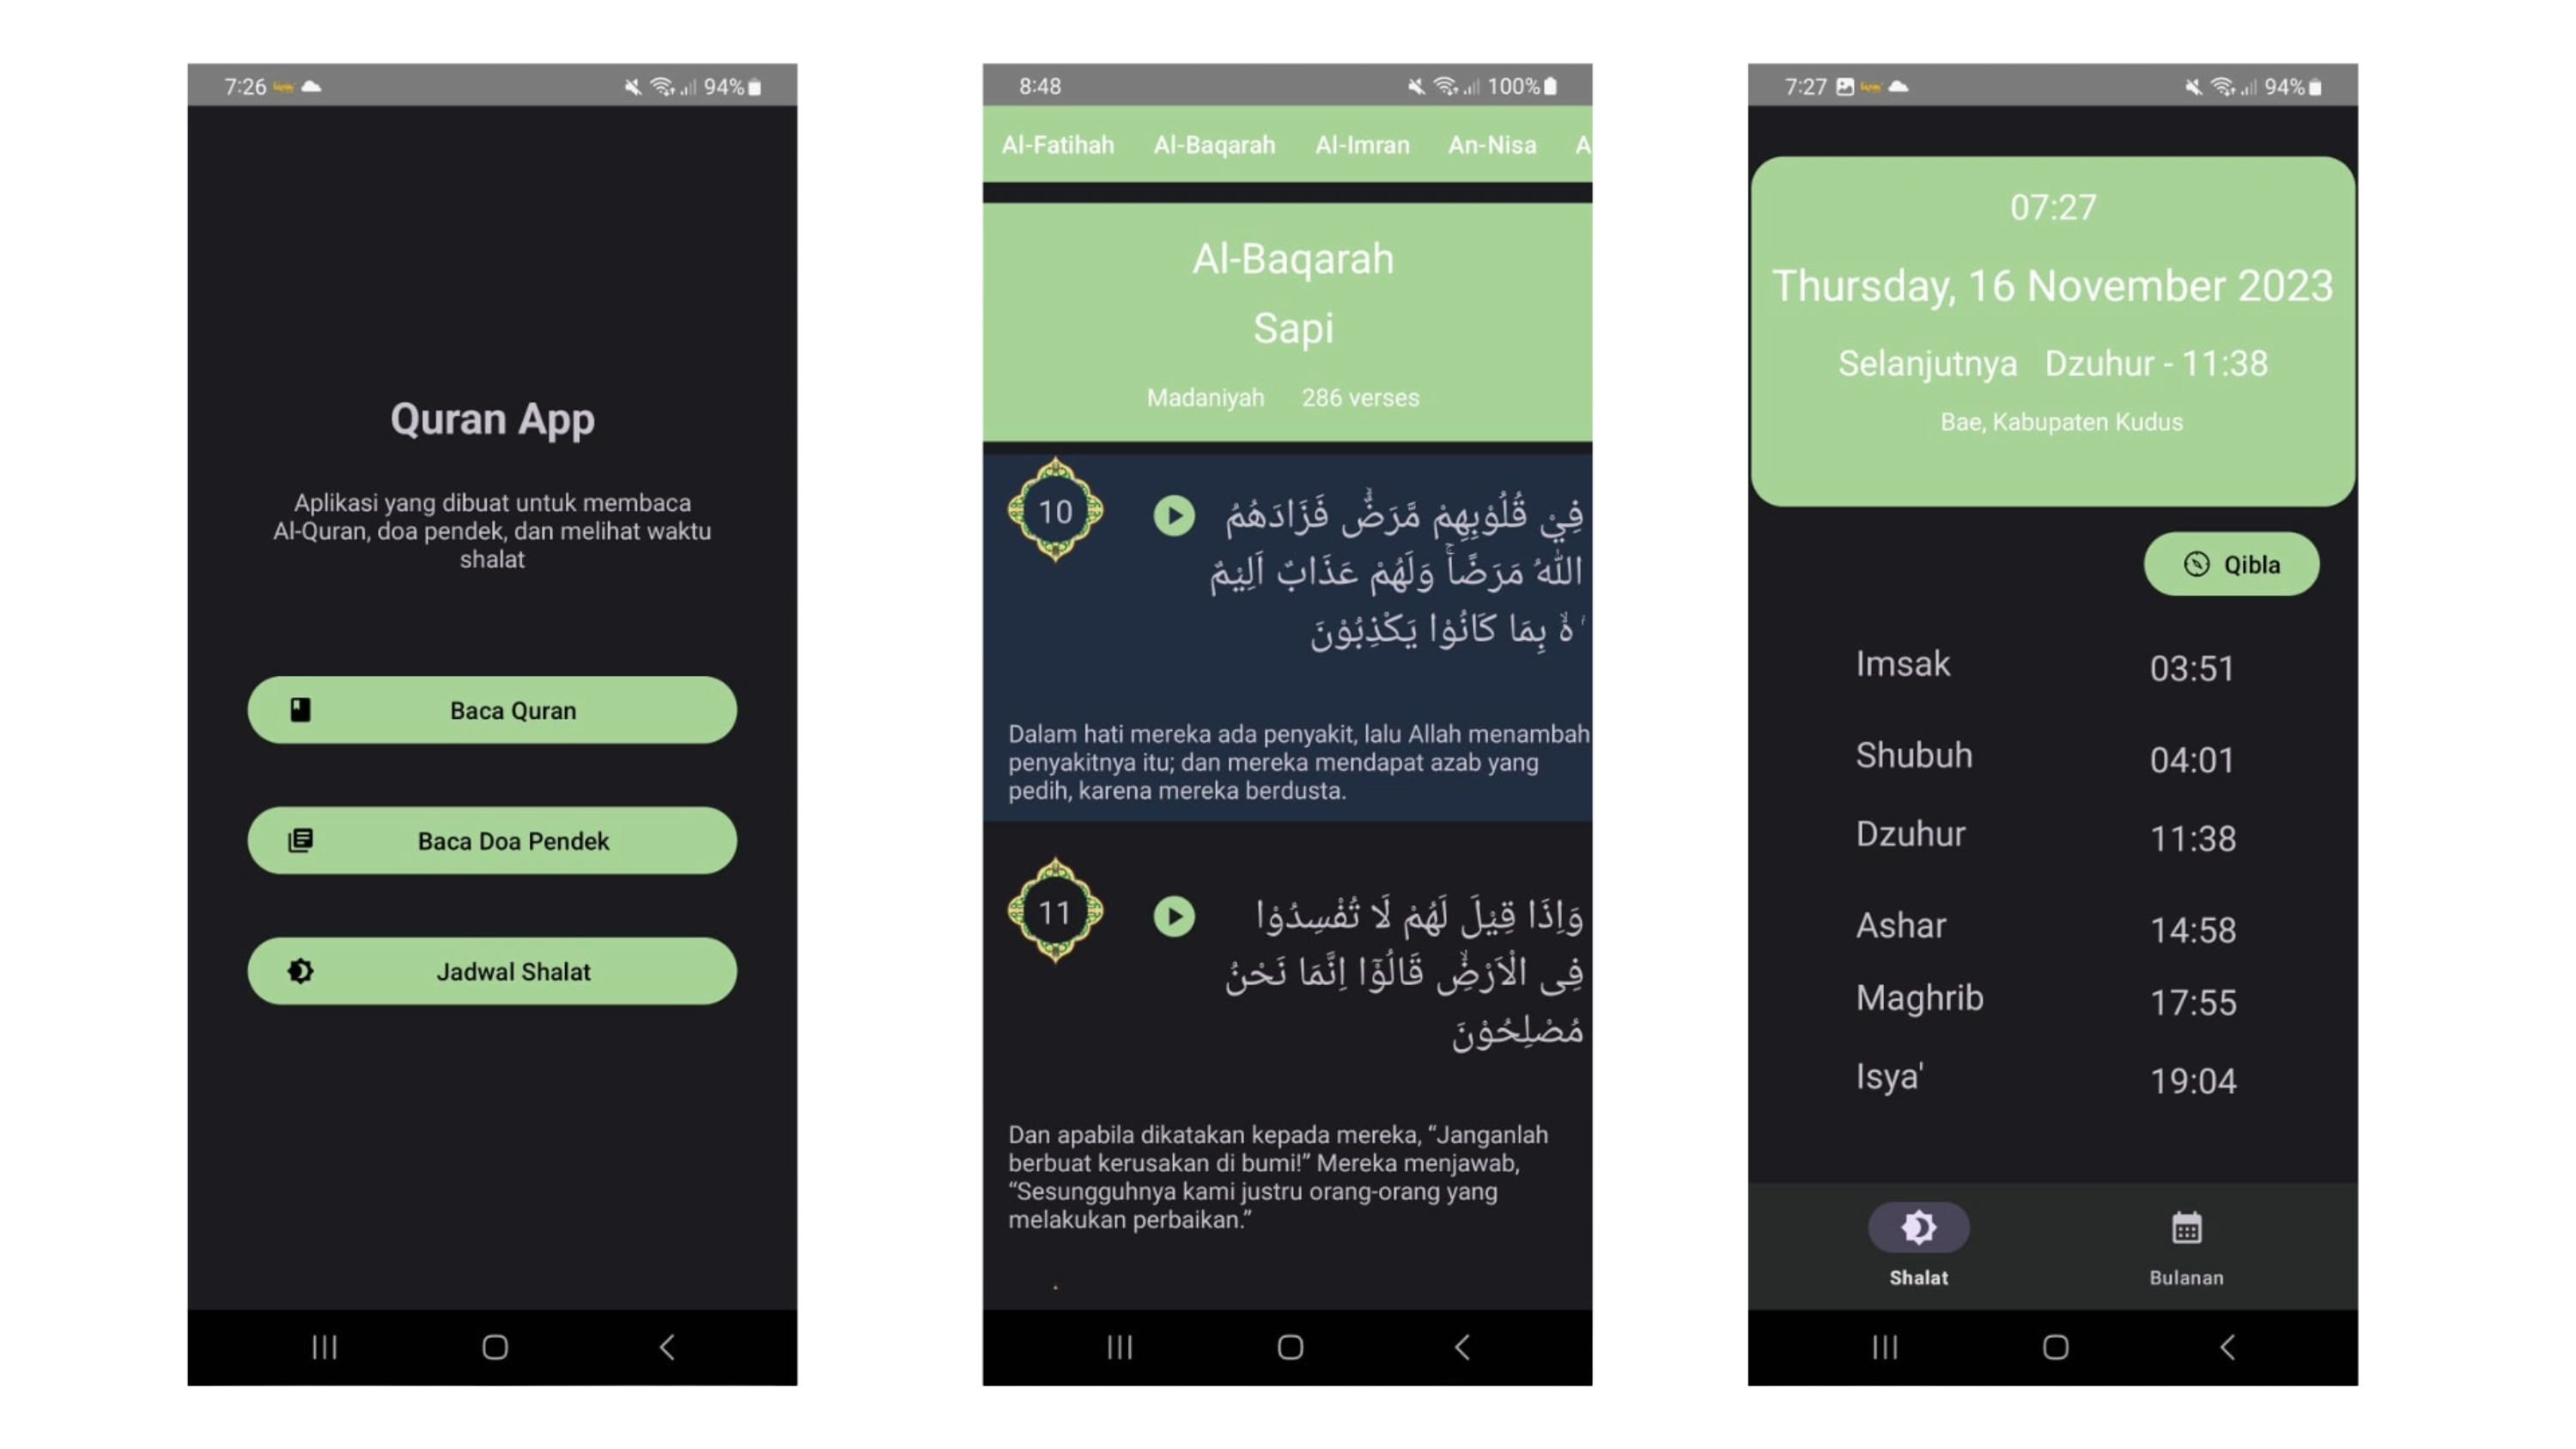 7:26
94%
Quran App
Aplikasi yang dibuat untuk membaca
Al-Quran, doa pendek, dan melihat waktu
shalat
Baca Quran
Baca Doa Pendek
Jadwal Shalat
8:48
100%
Al-Fatihah Al-Baqarah Al-Imran An-Nisa A
Al-Baqarah
Sapi
Madaniyah 286 verses
10
فِيْ قُلُوْبِهِمْ مَّرَضٌۙ فَزَادَهُمُ
اللّٰهُ مَرَضًاۚ وَلَهُمْ عَذَابٌ اَلِيْمٌ
ەۙ بِمَا كَانُوْا يَكْذِبُوْنَ
Dalam hati mereka ada penyakit, lalu Allah menambah
penyakitnya itu; dan mereka mendapat azab yang
pedih, karena mereka berdusta.
11
وَاِذَا قِيْلَ لَهُمْ لَا تُفْسِدُوْا
فِى الْاَرْضِۙ قَالُوْٓا اِنَّمَا نَحْنُ
مُصْلِحُوْنَ
Dan apabila dikatakan kepada mereka, “Janganlah
berbuat kerusakan di bumi!” Mereka menjawab,
“Sesungguhnya kami justru orang-orang yang
melakukan perbaikan.”
7:27
94%
07:27
Thursday, 16 November 2023
Selanjutnya Dzuhur - 11:38
Bae, Kabupaten Kudus
Qibla
Imsak 03:51
Shubuh 04:01
Dzuhur 11:38
Ashar 14:58
Maghrib 17:55
Isya' 19:04
Shalat Bulanan